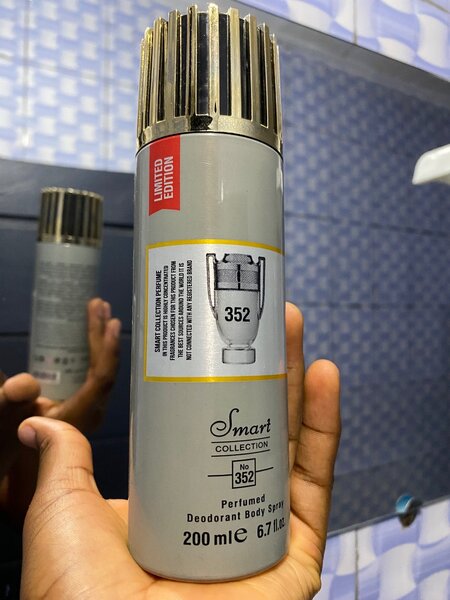 LIMITED
EDITION
SMART COLLECTION PERFUME
IN THIS PRODUCT IS HIGHLY CONCENTRATED
FRAGRANCES CHOSEN FOR THIS PRODUCT FROM
THE BEST SOURCES AROUND THE WORLD IT IS
NOT CONNECTED WITH ANY REGISTERED BRAND
352
Smart
COLLECTION
No
352
Perfumed
Deodorant Body Spray
200 ml℮ 6.7 fl.oz.